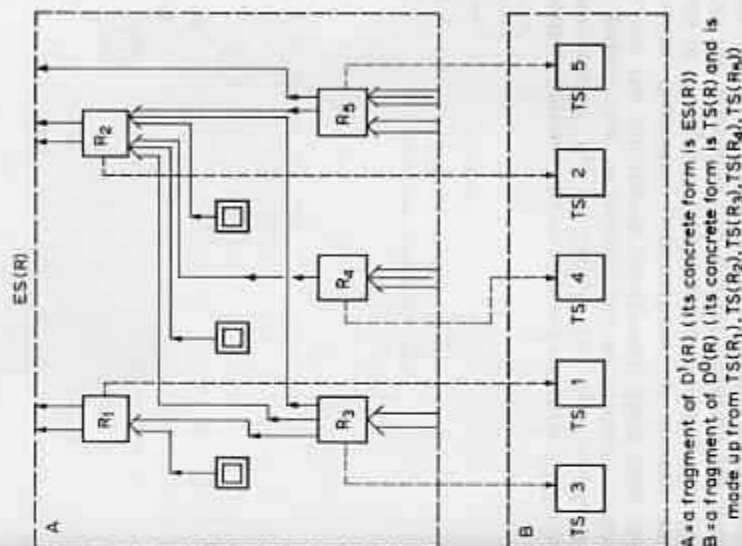 ES(R)
A
R1
R2
R3
R4
R5
B
TS 3
TS 1
TS 4
TS 2
TS 5
A = a fragment of D¹(R) (its concrete form is ES(R))
B = a fragment of D⁰(R) (its concrete form is TS(R) and is
made up from TS(R₁), TS(R₂), TS(R₃), TS(R₄), TS(R₅))